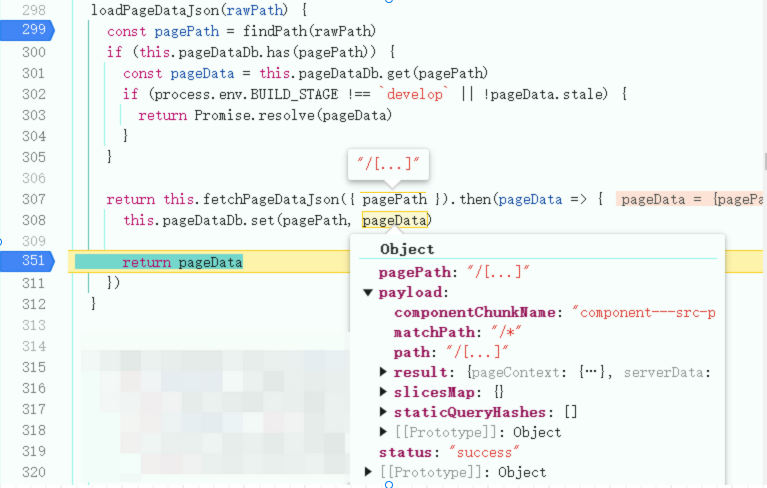 298 loadPageDataJson(rawPath) {
299 const pagePath = findPath(rawPath)
300 if (this.pageDataDb.has(pagePath)) {
301 const pageData = this.pageDataDb.get(pagePath)
302 if (process.env.BUILD_STAGE !== `develop` || !pageData.stale) {
303 return Promise.resolve(pageData)
304 }
305 }
306
"/[...]"
307 return this.fetchPageDataJson({ pagePath }).then(pageData => { pageData = {pagePa
308 this.pageDataDb.set(pagePath, pageData)
309
Object
351 return pageData
pagePath: "/[...]"
311 })
▼ payload:
312 }
componentChunkName: "component---src-p
313
matchPath: "/*"
314
path: "/[...]"
315
▶ result: {pageContext: {…}, serverData:
316
▶ slicesMap: {}
317
▶ staticQueryHashes: []
318
▶ [[Prototype]]: Object
319
status: "success"
320
▶ [[Prototype]]: Object